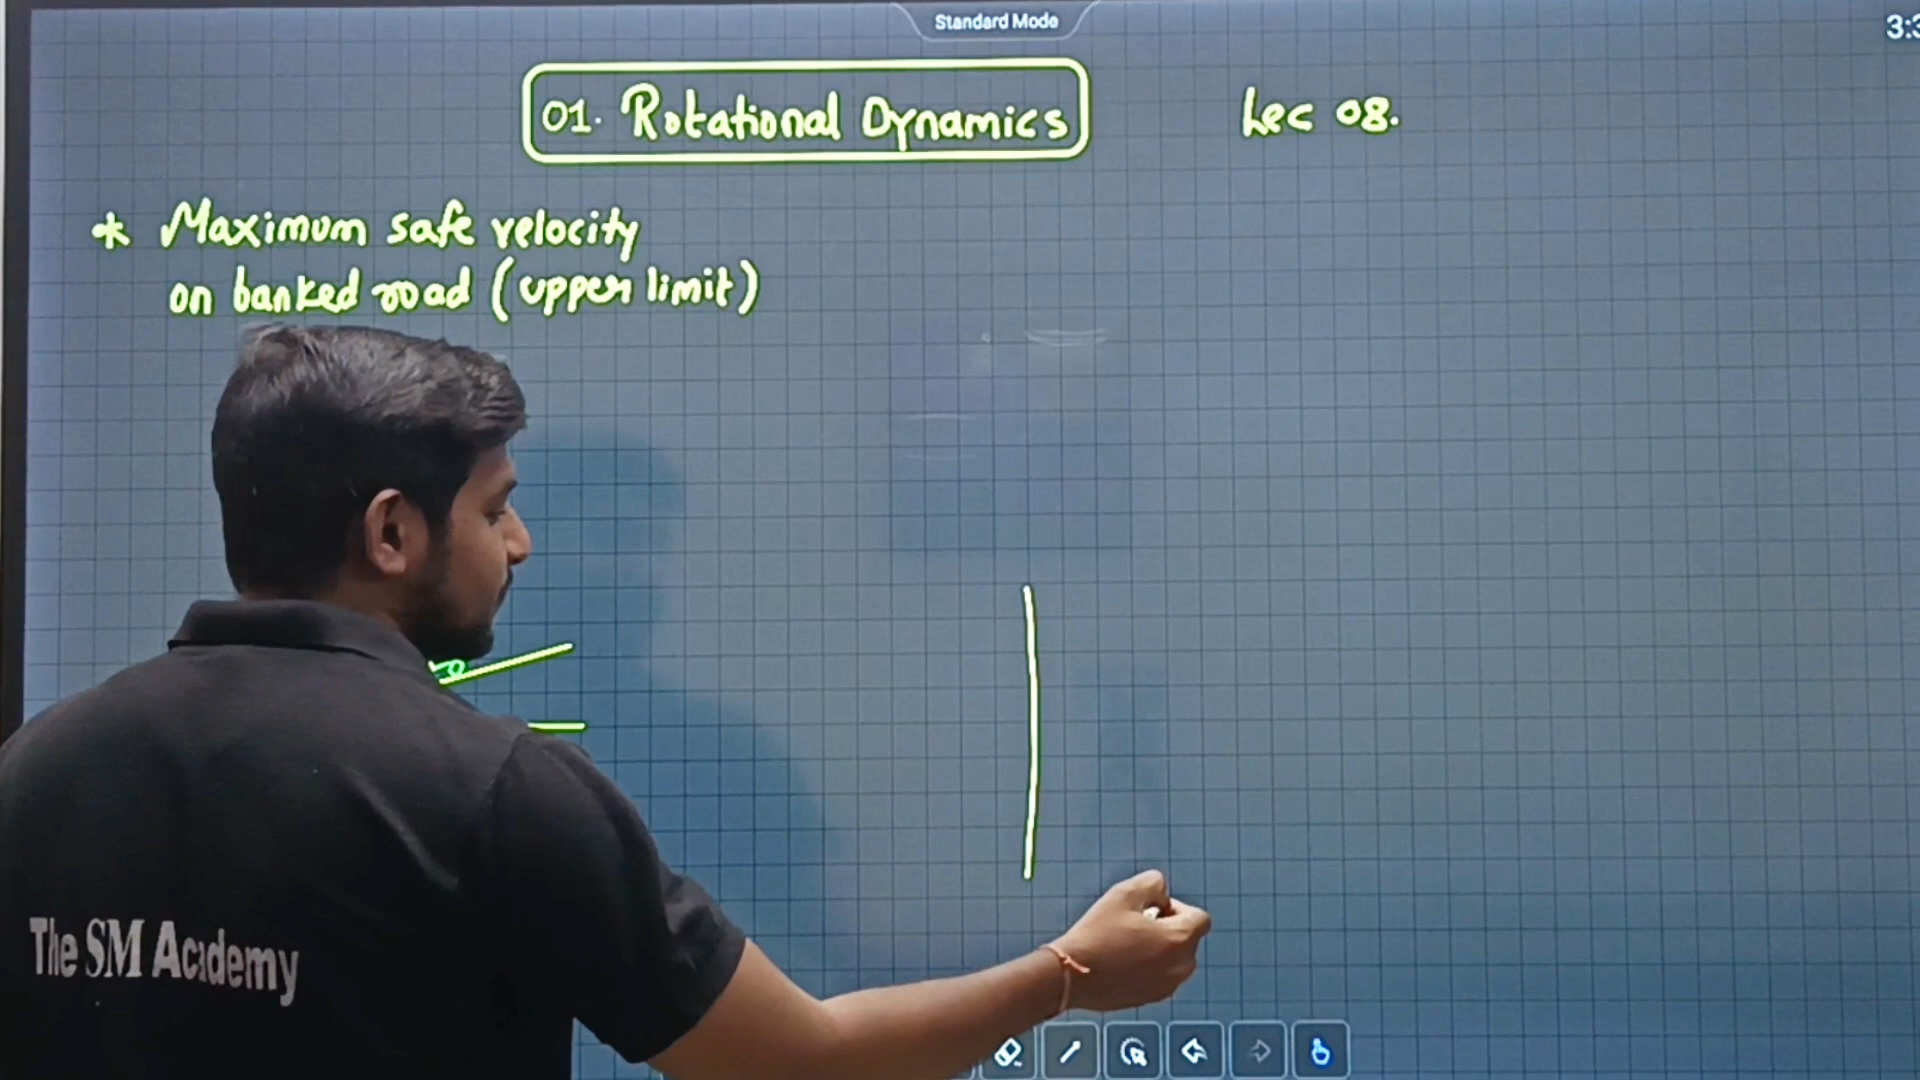 Standard Mode
3:3
01. Rotational Dynamics
Lec 08.
* Maximum safe velocity
on banked road (upper limit)
The SM Academy